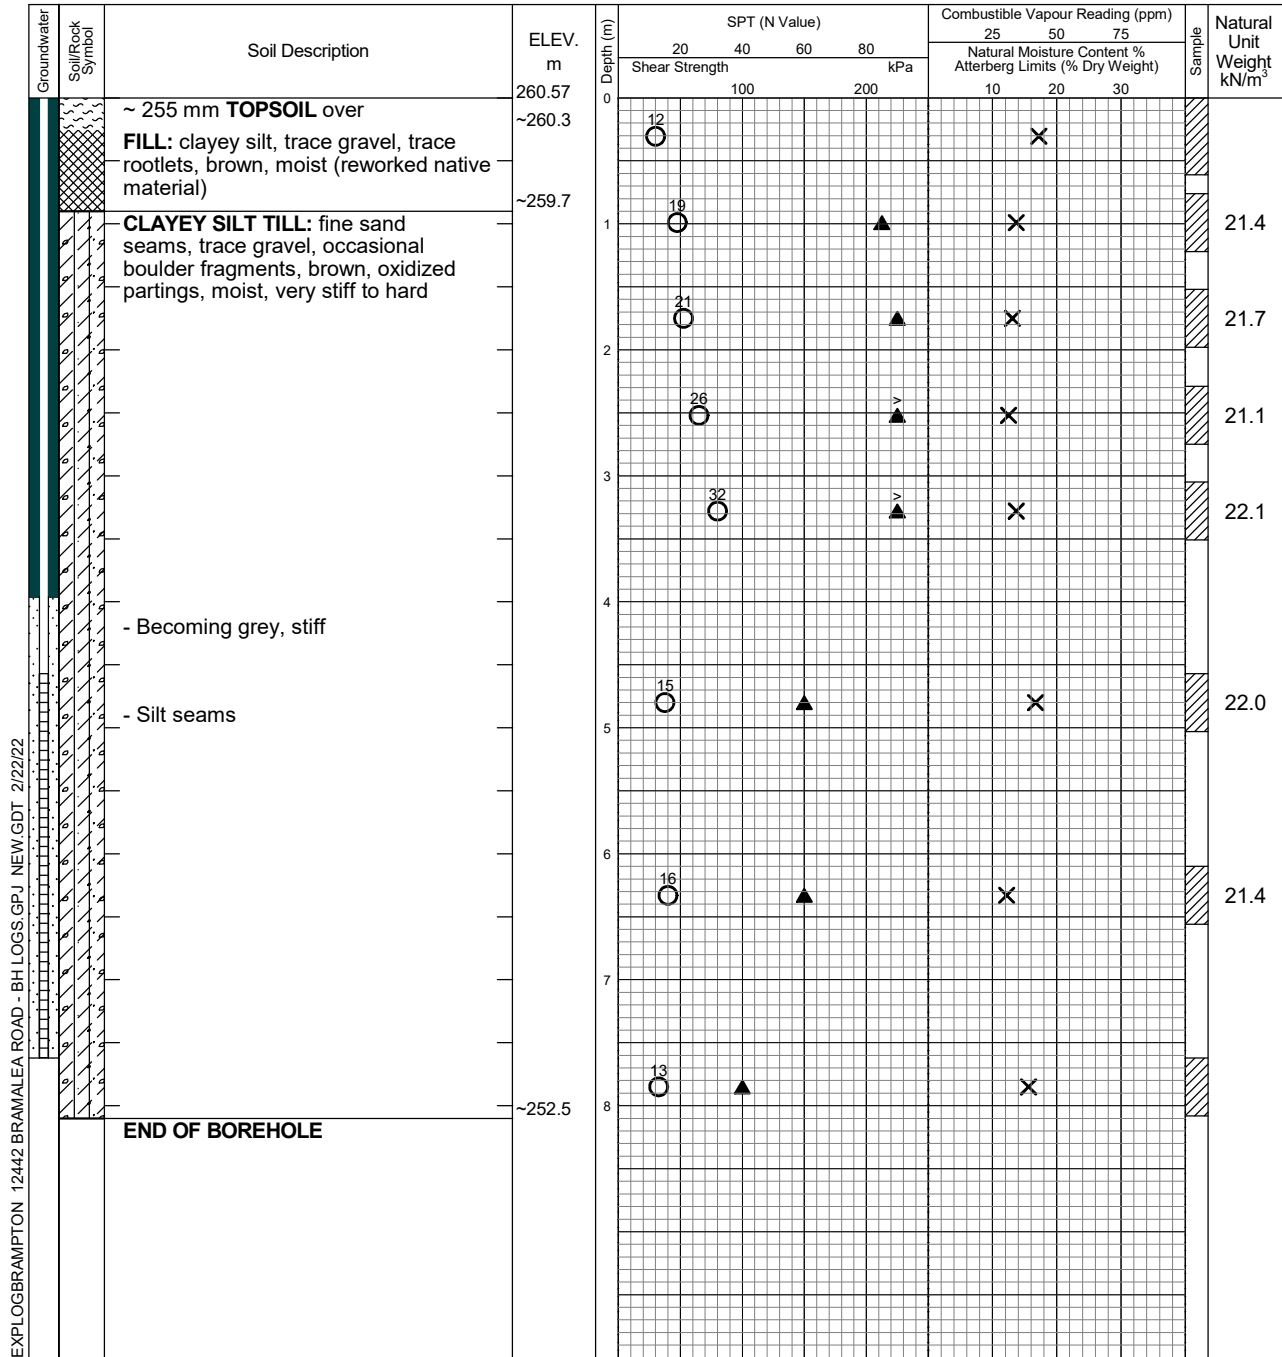 Groundwater
Soil/Rock
Symbol
Soil Description
ELEV.
m
260.57
Depth (m)
SPT (N Value)
20 40 60 80
Shear Strength kPa
100 200
Combustible Vapour Reading (ppm)
25 50 75
Natural Moisture Content %
Atterberg Limits (% Dry Weight)
10 20 30
Sample
Natural
Unit
Weight
kN/m³
0
~ 255 mm TOPSOIL over
~260.3
12
FILL: clayey silt, trace gravel, trace
rootlets, brown, moist (reworked native
material)
~259.7
19
CLAYEY SILT TILL: fine sand
1
21.4
seams, trace gravel, occasional
boulder fragments, brown, oxidized
partings, moist, very stiff to hard
21
21.7
2
26 >
21.1
3
32 >
22.1
4
- Becoming grey, stiff
15
22.0
- Silt seams
5
6
16
21.4
7
13
8
~252.5
END OF BOREHOLE
EXPLOGBRAMPTON 12442 BRAMALEA ROAD - BH LOGS.GPJ NEW.GDT 2/22/22